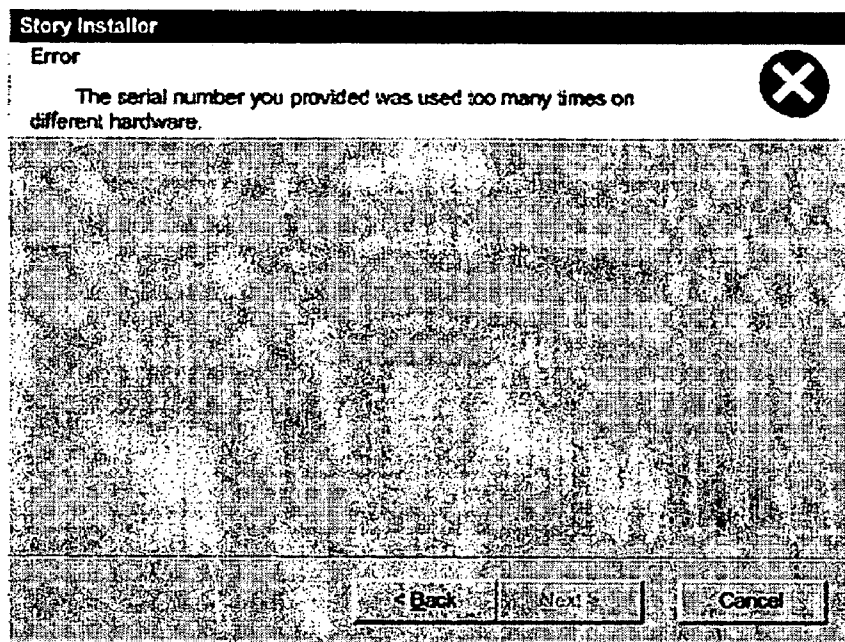 Story Installor
Error
The serial number you provided was used too many times on
different hardware.
< Back
Next >
Cancel